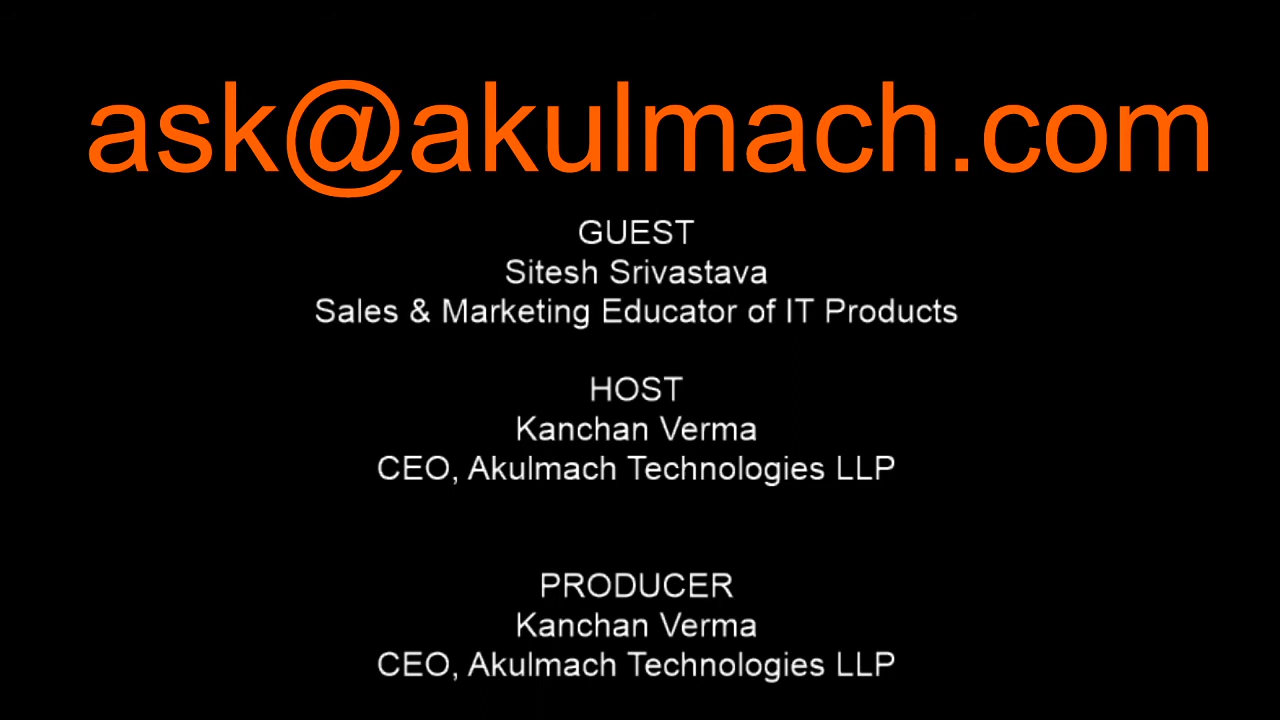 ask@akulmach.com
GUEST
Sitesh Srivastava
Sales & Marketing Educator of IT Products
HOST
Kanchan Verma
CEO, Akulmach Technologies LLP
PRODUCER
Kanchan Verma
CEO, Akulmach Technologies LLP